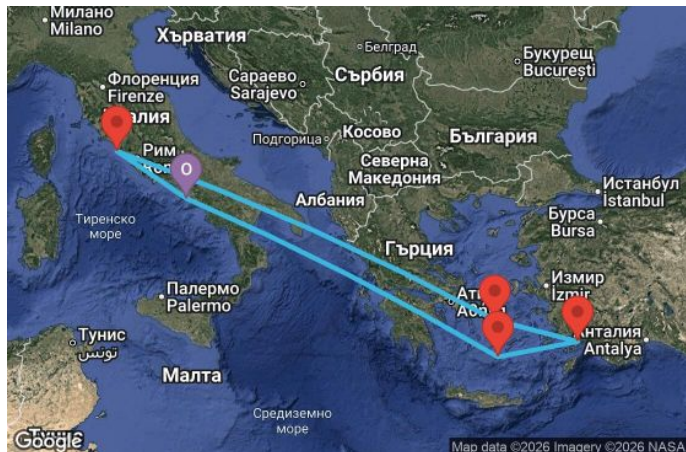 Милано
Milano
Хърватия
Белград
Букурещ
București
Флоренция
Firenze
Сараево
Sarajevo
Сърбия
Подгорица
Косово
България
Рим
Северна
Македония
Истанбул
İstanbul
Албания
Бурса
Bursa
Тиренско
море
Гърция
Измир
İzmir
Палермо
Palermo
Тунис
تونس
Antalya
Малта
Средиземно
море
Google
Map data ©2026 Imagery ©2026 NASA
O